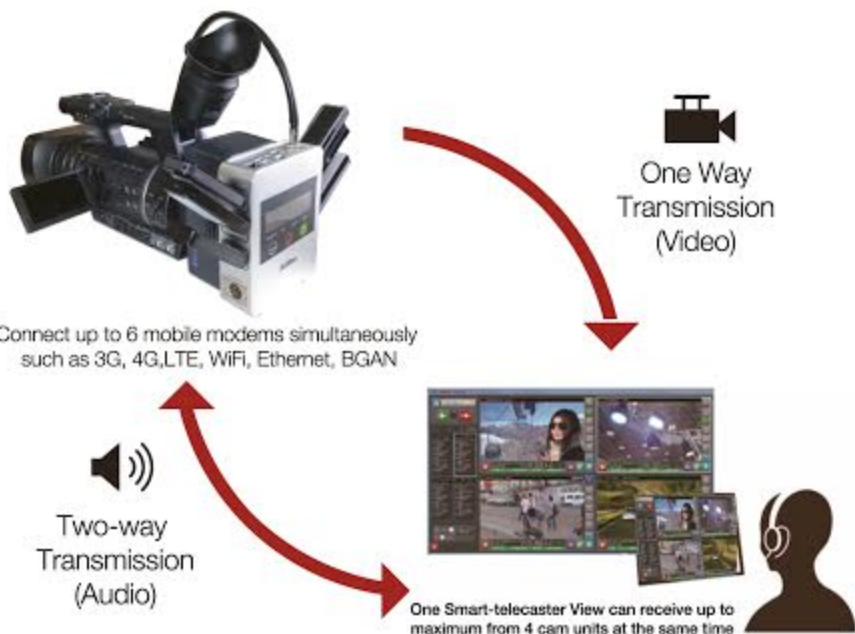 One Way
Transmission
(Video)
Connect up to 6 mobile modems simultaneously
such as 3G, 4G,LTE, WiFi, Ethernet, BGAN
Two-way
Transmission
(Audio)
One Smart-telecaster View can receive up to
maximum from 4 cam units at the same time